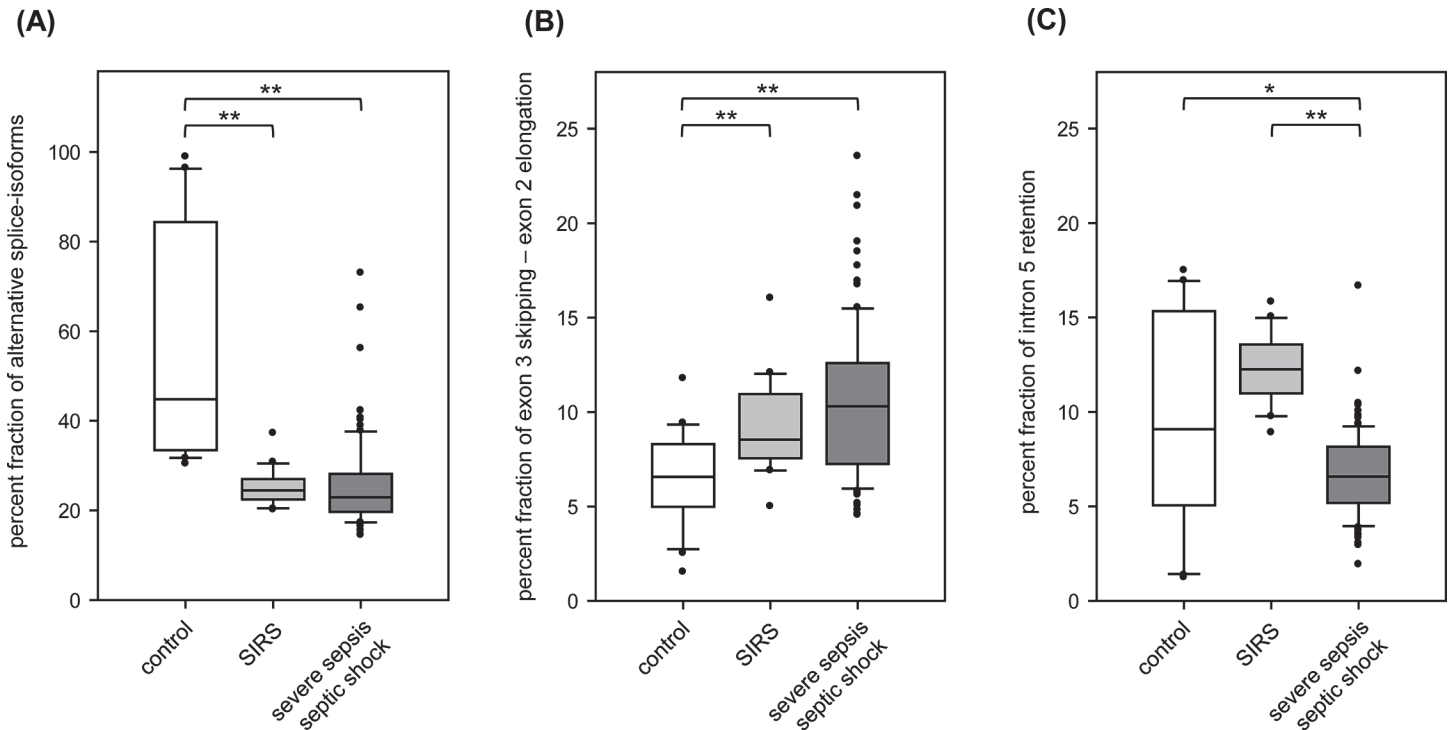 (A)
percent fraction of alternative splice-isoforms
100
80
60
40
20
0
**
**
control
SIRS
severe sepsis
septic shock
(B)
percent fraction of exon 3 skipping – exon 2 elongation
25
20
15
10
5
0
**
**
control
SIRS
severe sepsis
septic shock
(C)
percent fraction of intron 5 retention
25
20
15
10
5
0
*
**
control
SIRS
severe sepsis
septic shock